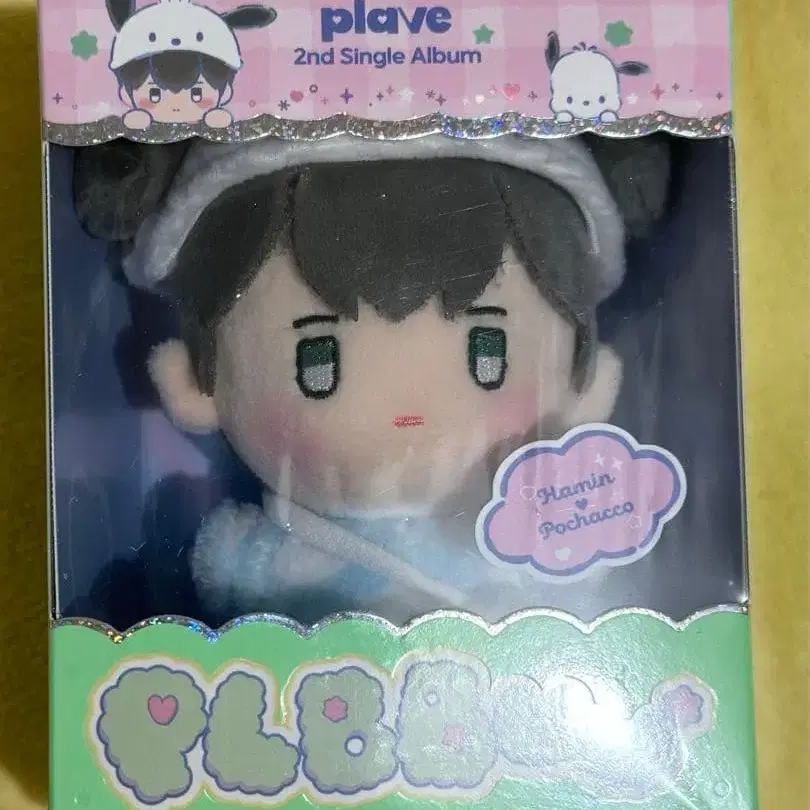 plave
2nd Single Album
Hamin
Pochacco
PLBBUU